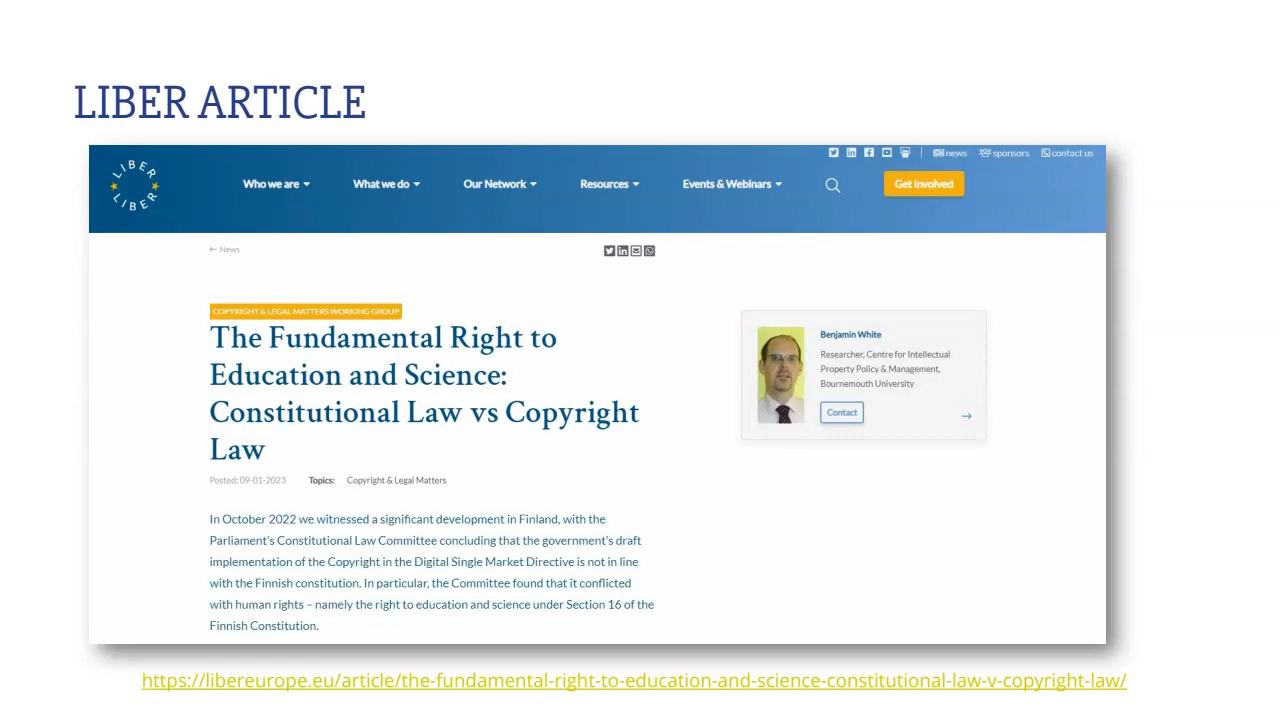 LIBER ARTICLE
LIBER
LIBER
news
sponsors
contact us
Who we are
What we do
Our Network
Resources
Events & Webinars
Get involved
← News
COPYRIGHT & LEGAL MATTERS WORKING GROUP
The Fundamental Right to
Education and Science:
Constitutional Law vs Copyright
Law
Posted: 09-01-2023 Topics: Copyright & Legal Matters
In October 2022 we witnessed a significant development in Finland, with the
Parliament's Constitutional Law Committee concluding that the government's draft
implementation of the Copyright in the Digital Single Market Directive is not in line
with the Finnish constitution. In particular, the Committee found that it conflicted
with human rights – namely the right to education and science under Section 16 of the
Finnish Constitution.
Benjamin White
Researcher, Centre for Intellectual
Property Policy & Management,
Bournemouth University
Contact
→
https://libereurope.eu/article/the-fundamental-right-to-education-and-science-constitutional-law-v-copyright-law/